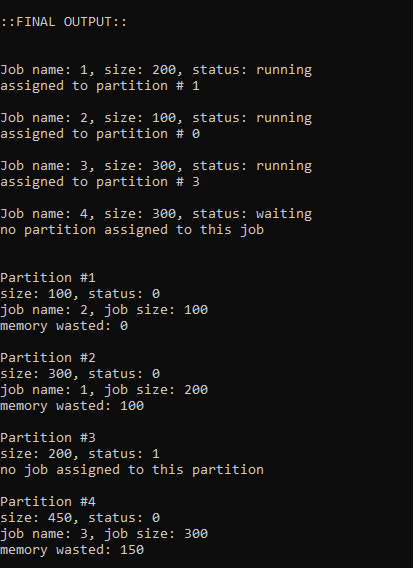 ::FINAL OUTPUT::
Job name: 1, size: 200, status: running
assigned to partition # 1
Job name: 2, size: 100, status: running
assigned to partition # 0
Job name: 3, size: 300, status: running
assigned to partition # 3
Job name: 4, size: 300, status: waiting
no partition assigned to this job
Partition #1
size: 100, status: 0
job name: 2, job size: 100
memory wasted: 0
Partition #2
size: 300, status: 0
job name: 1, job size: 200
memory wasted: 100
Partition #3
size: 200, status: 1
no job assigned to this partition
Partition #4
size: 450, status: 0
job name: 3, job size: 300
memory wasted: 150